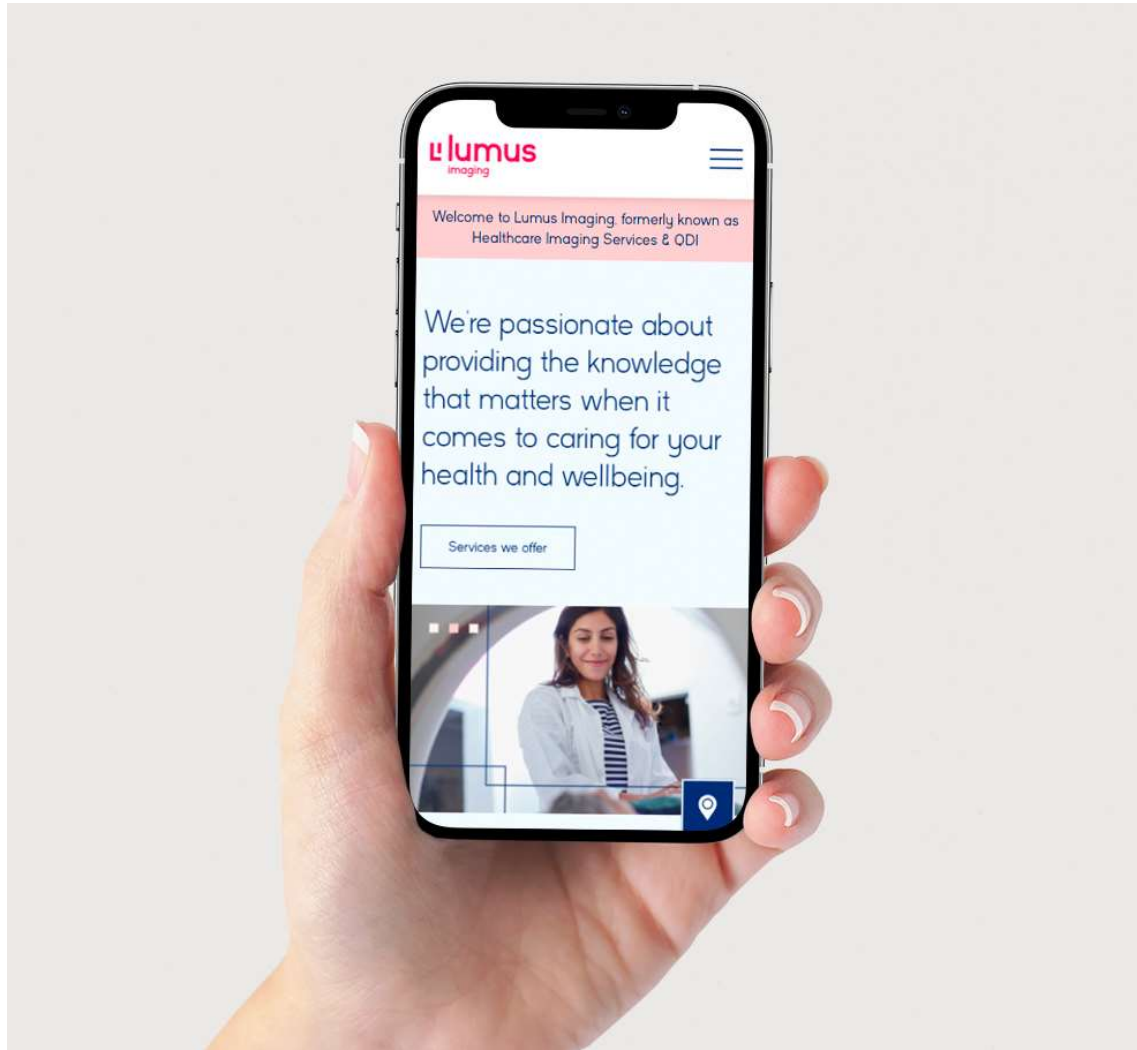 lumus
imaging
Welcome to Lumus Imaging, formerly known as
Healthcare Imaging Services & QDI
We're passionate about
providing the knowledge
that matters when it
comes to caring for your
health and wellbeing.
Services we offer